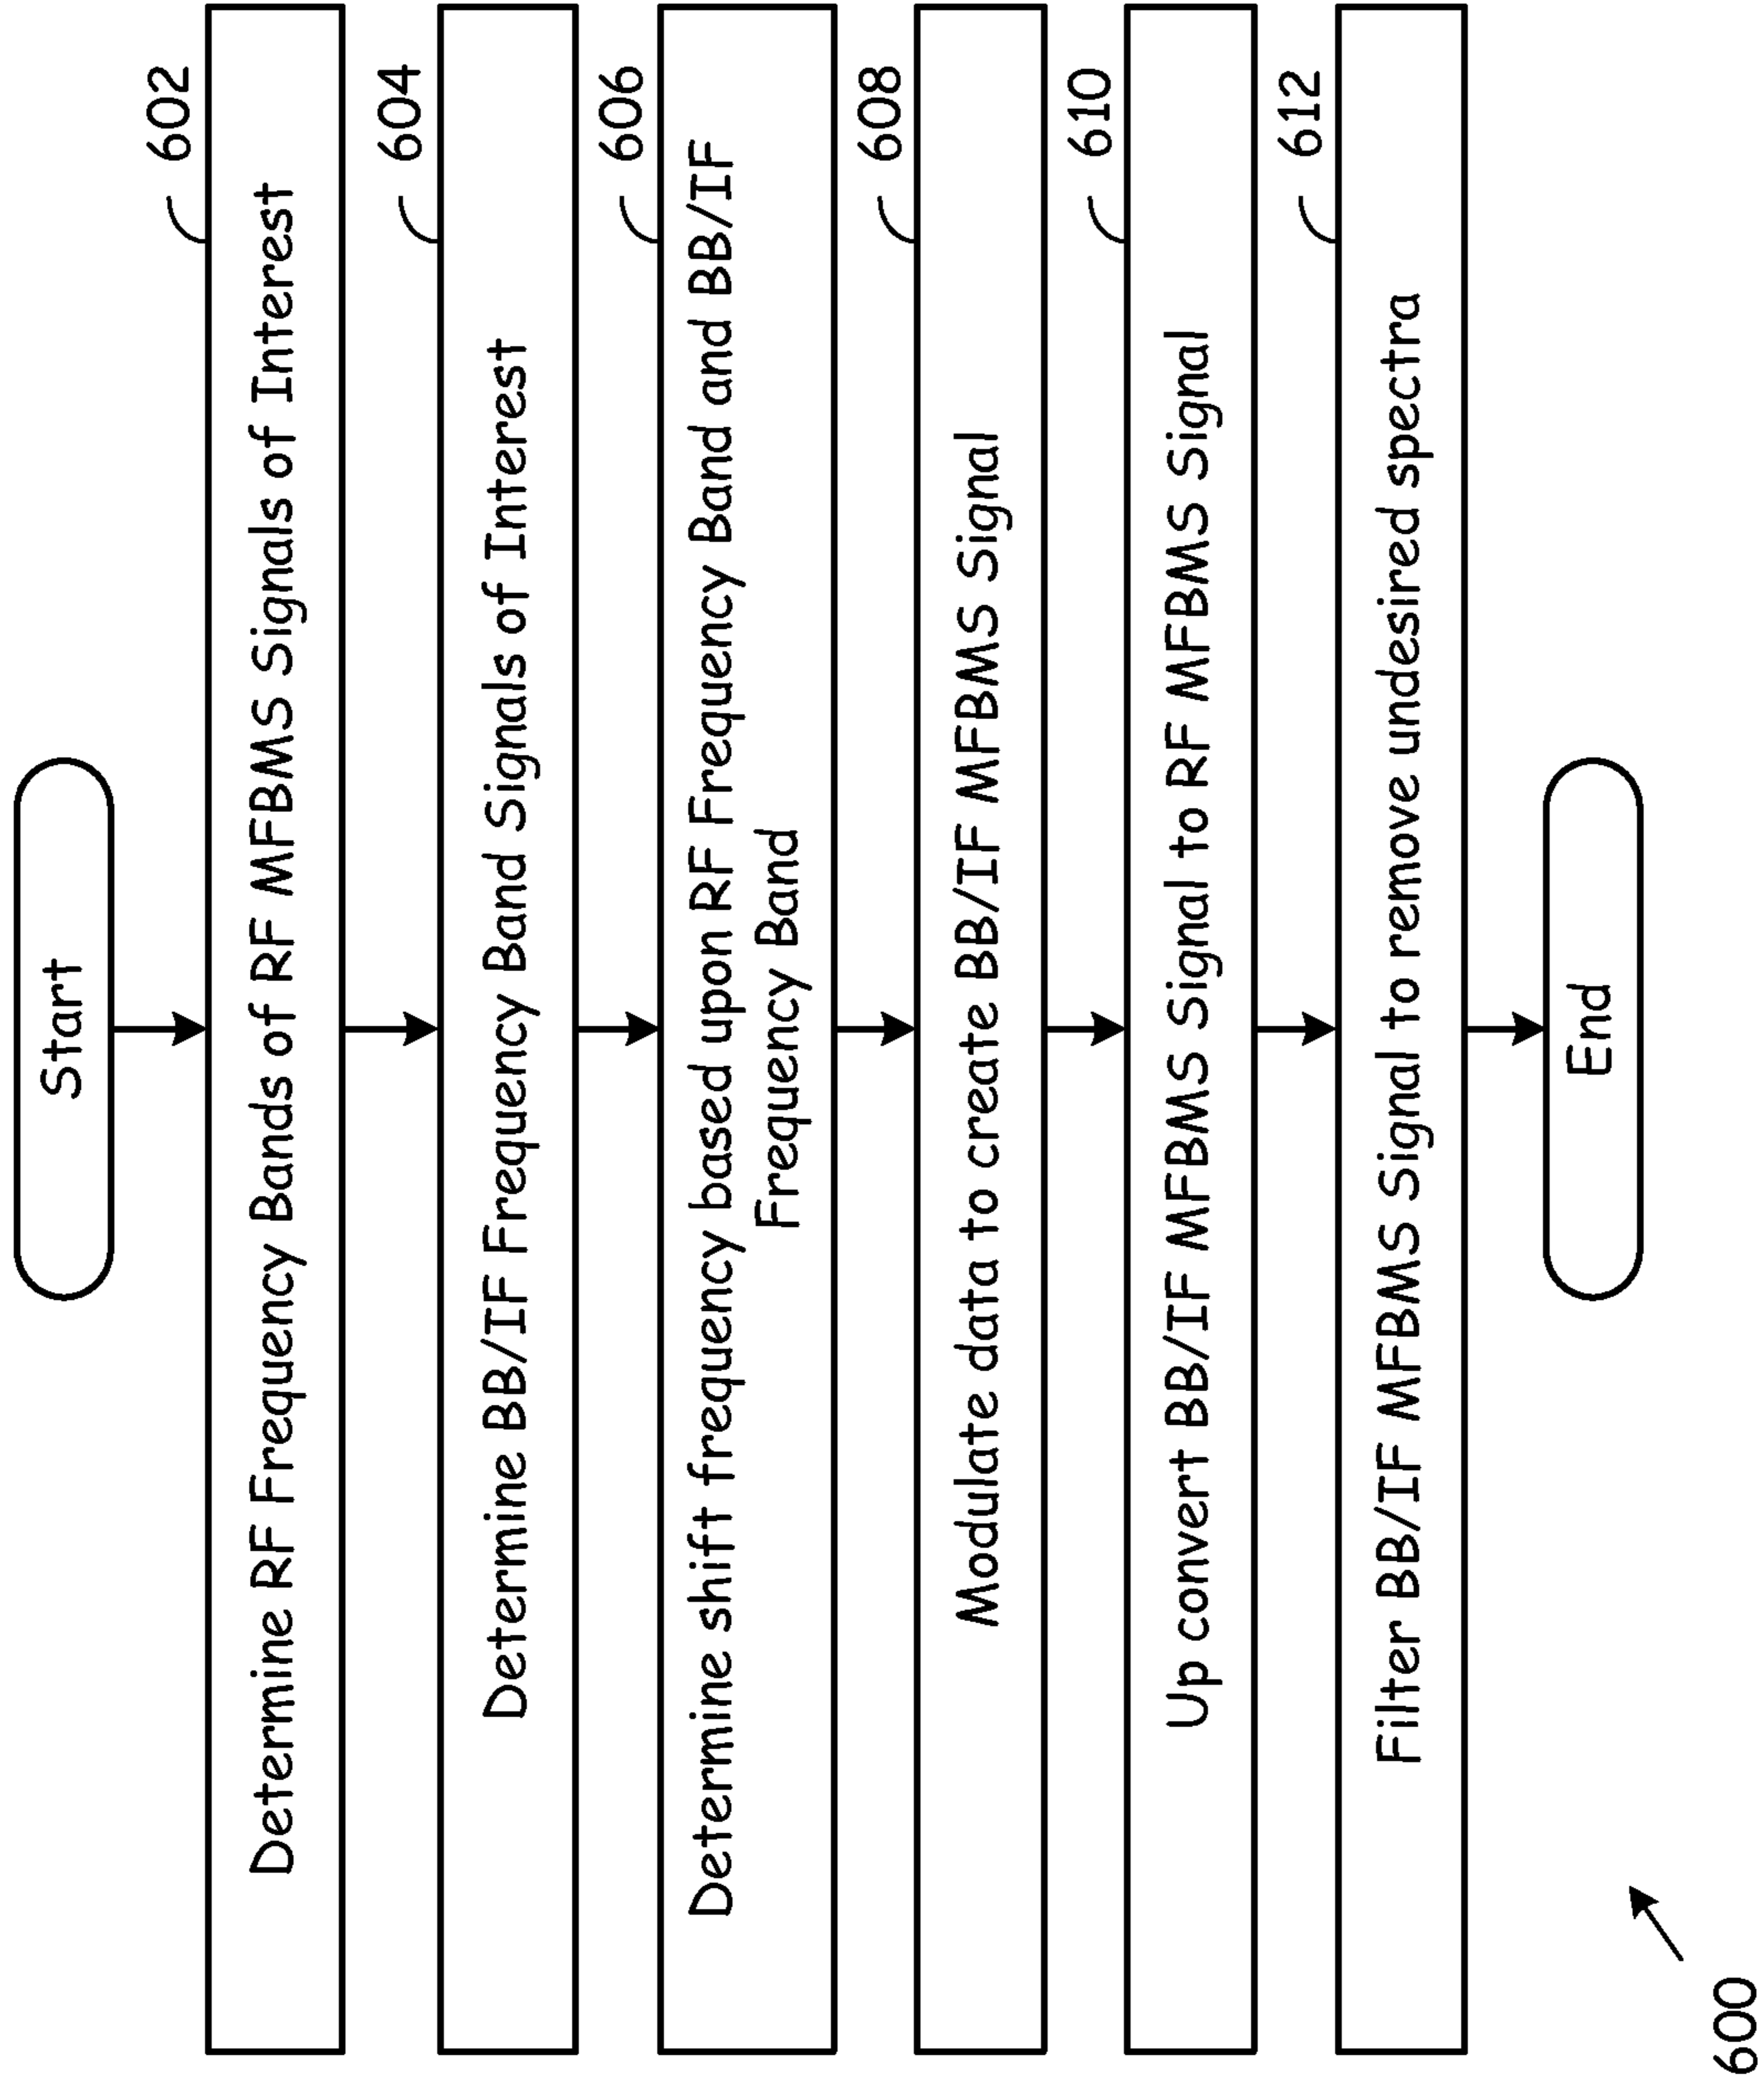 Start
602
Determine RF Frequency Bands of RF MFBMS Signals of Interest
604
Determine BB/IF Frequency Band Signals of Interest
606
Determine shift frequency based upon RF Frequency Band and BB/IF
Frequency Band
608
Modulate data to create BB/IF MFBMS Signal
610
Up convert BB/IF MFBMS Signal to RF MFBMS Signal
612
Filter BB/IF MFBMS Signal to remove undesired spectra
End
600